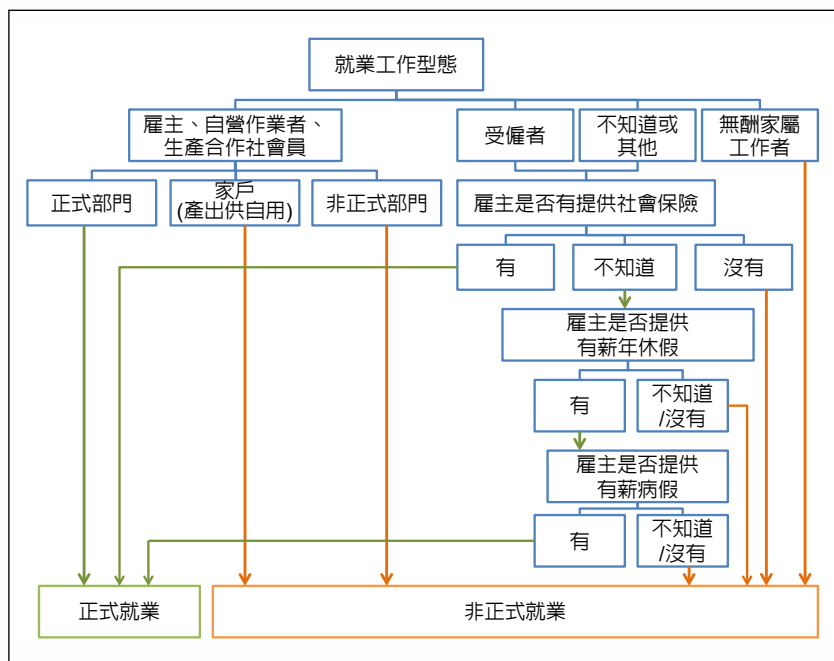 就業工作型態
雇主、自營作業者、
生產合作社會員
受僱者
不知道或
其他
無酬家屬
工作者
正式部門
家戶
(產出供自用)
非正式部門
雇主是否有提供社會保險
有
不知道
沒有
雇主是否提供
有薪年休假
有
不知道
/沒有
雇主是否提供
有薪病假
有
不知道
/沒有
正式就業
非正式就業